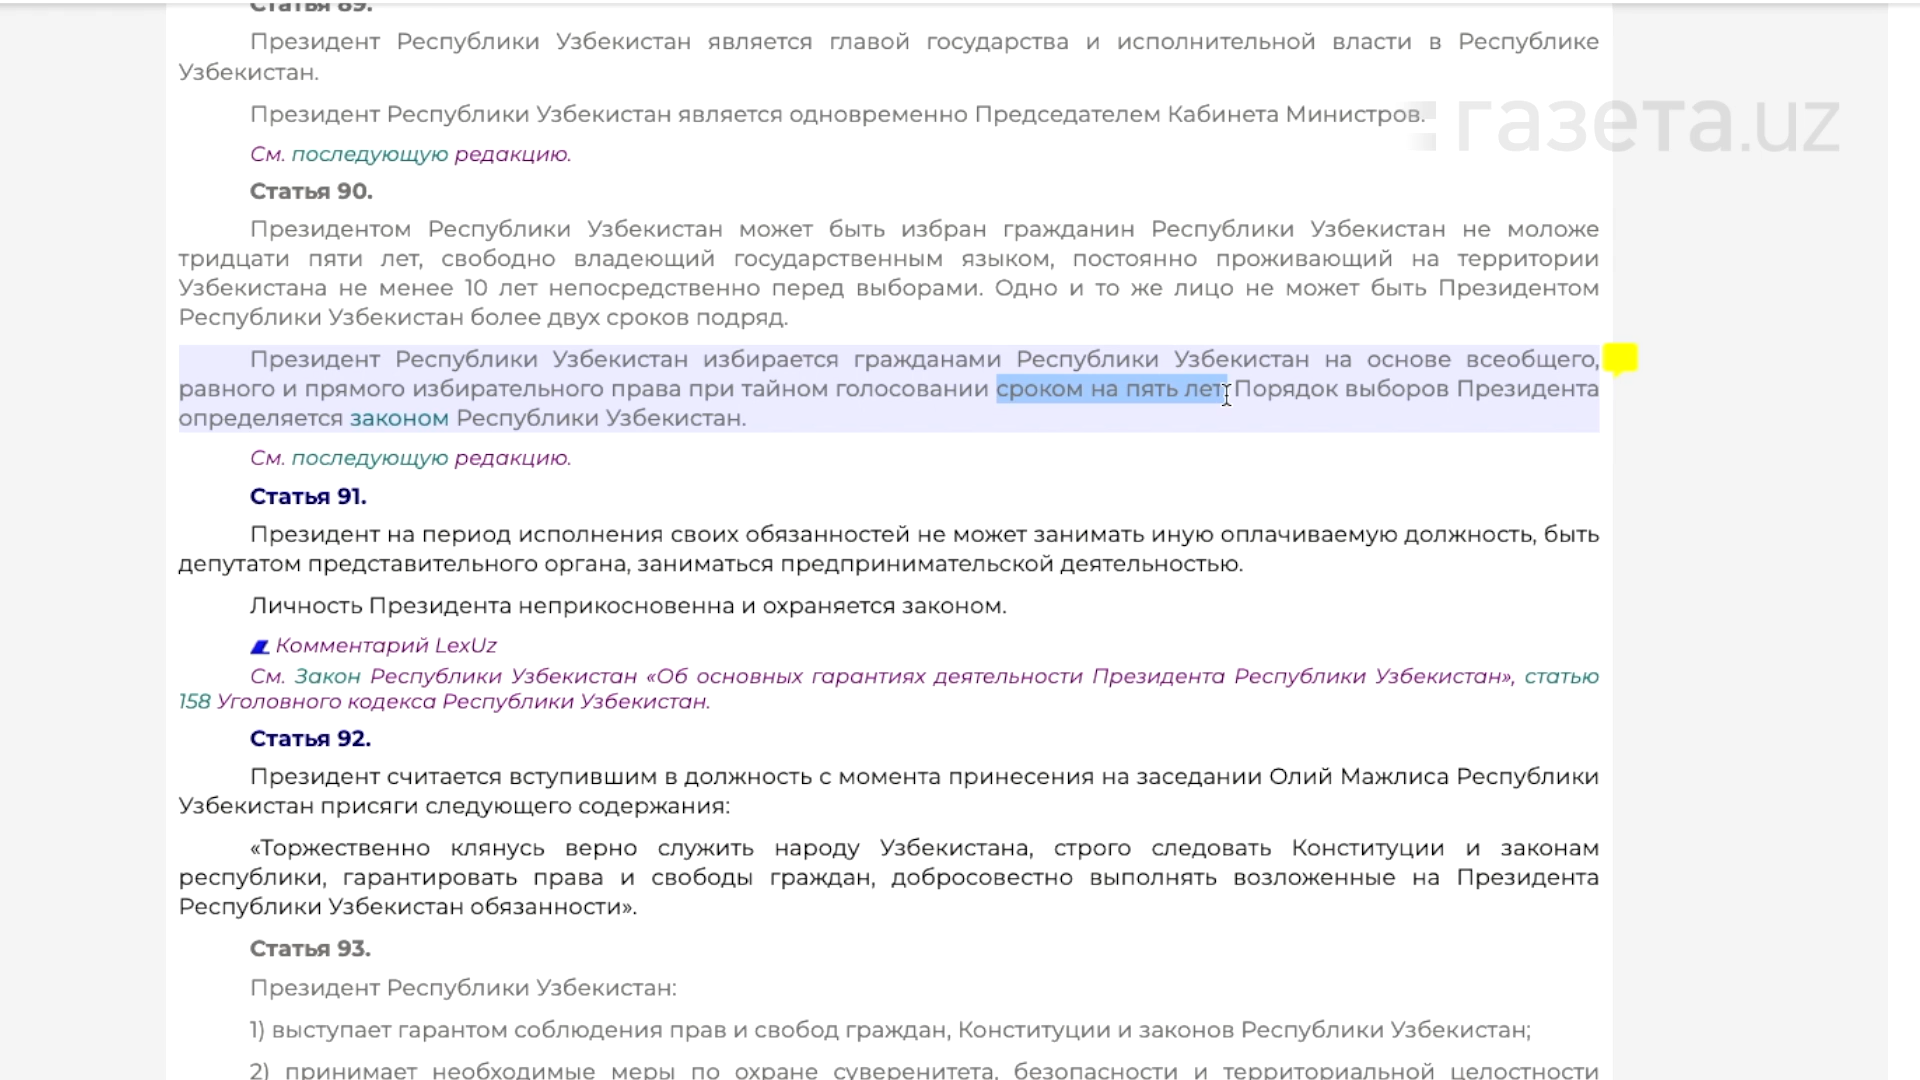 Статья 89.
Президент Республики Узбекистан является главой государства и исполнительной власти в Республике
Узбекистан.
Президент Республики Узбекистан является одновременно Председателем Кабинета Министров.
газета.uz
См. последующую редакцию.
Статья 90.
Президентом Республики Узбекистан может быть избран гражданин Республики Узбекистан не моложе
тридцати пяти лет, свободно владеющий государственным языком, постоянно проживающий на территории
Узбекистана не менее 10 лет непосредственно перед выборами. Одно и то же лицо не может быть Президентом
Республики Узбекистан более двух сроков подряд.
Президент Республики Узбекистан избирается гражданами Республики Узбекистан на основе всеобщего,
равного и прямого избирательного права при тайном голосовании сроком на пять лет. Порядок выборов Президента
определяется законом Республики Узбекистан.
См. последующую редакцию.
Статья 91.
Президент на период исполнения своих обязанностей не может занимать иную оплачиваемую должность, быть
депутатом представительного органа, заниматься предпринимательской деятельностью.
Личность Президента неприкосновенна и охраняется законом.
Комментарий LexUz
См. Закон Республики Узбекистан «Об основных гарантиях деятельности Президента Республики Узбекистан», статью
158 Уголовного кодекса Республики Узбекистан.
Статья 92.
Президент считается вступившим в должность с момента принесения на заседании Олий Мажлиса Республики
Узбекистан присяги следующего содержания:
«Торжественно клянусь верно служить народу Узбекистана, строго следовать Конституции и законам
республики, гарантировать права и свободы граждан, добросовестно выполнять возложенные на Президента
Республики Узбекистан обязанности».
Статья 93.
Президент Республики Узбекистан:
1) выступает гарантом соблюдения прав и свобод граждан, Конституции и законов Республики Узбекистан;
2) принимает необходимые меры по охране суверенитета, безопасности и территориальной целостности